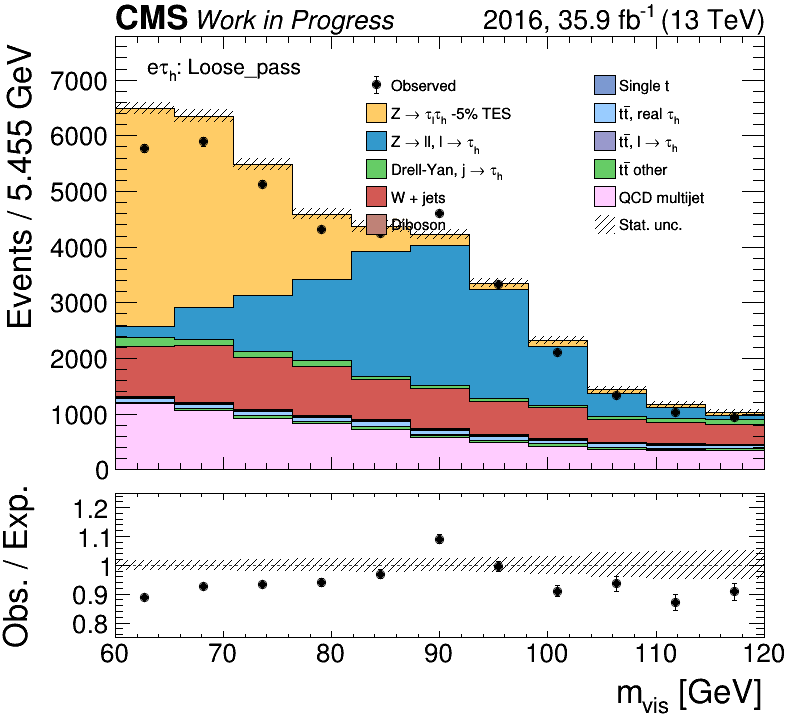 CMS Work in Progress 2016, 35.9 fb⁻¹ (13 TeV)
Events / 5.455 GeV
7000
6000
5000
4000
3000
2000
1000
0
eτₕ: Loose_pass
Observed
Z → τₗτₕ -5% TES
Z → ll, l → τₕ
Drell-Yan, j → τₕ
W + jets
Diboson
Single t
tt̄, real τₕ
tt̄, l → τₕ
tt̄ other
QCD multijet
Stat. unc.
Obs. / Exp.
1.2
1.1
1
0.9
0.8
60 70 80 90 100 110 120
m_vis [GeV]